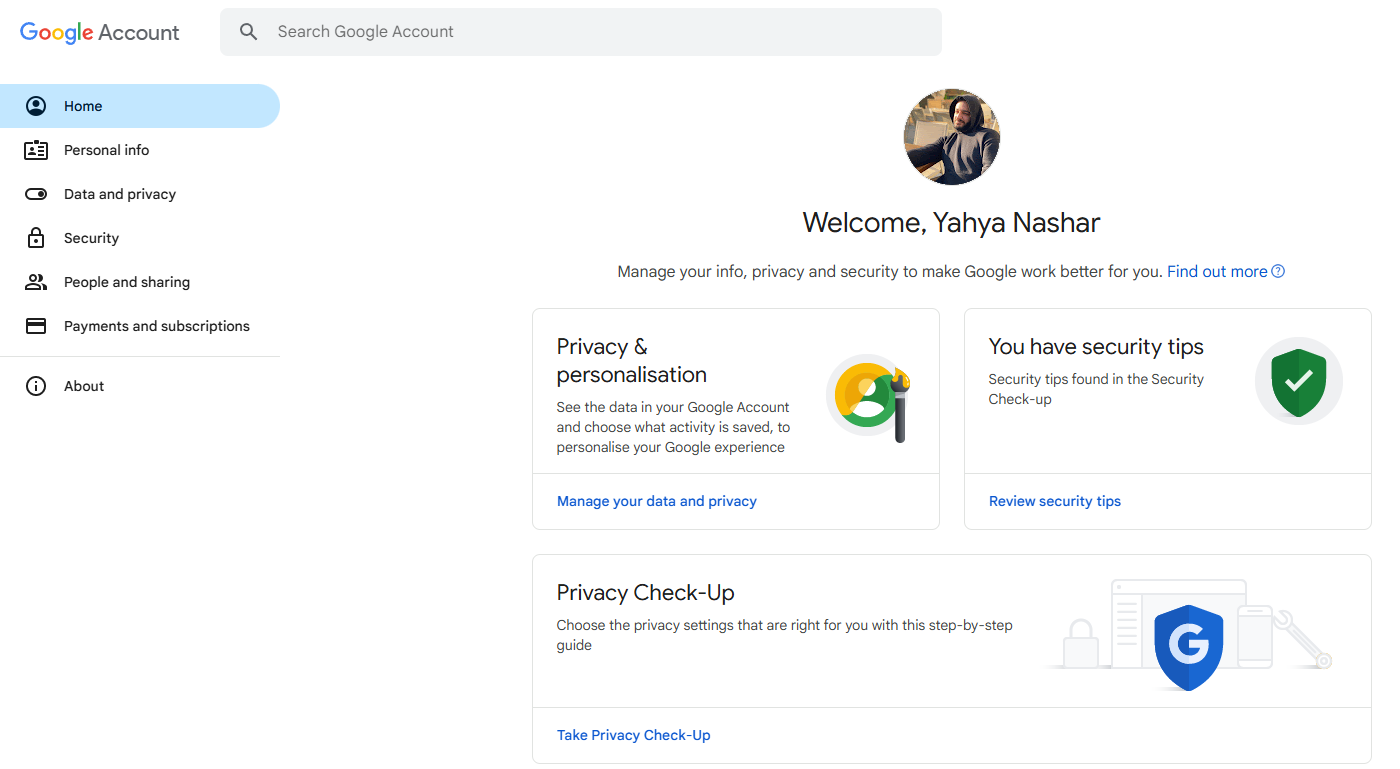 Google Account
Search Google Account
Home
Personal info
Data and privacy
Security
People and sharing
Payments and subscriptions
About
Welcome, Yahya Nashar
Manage your info, privacy and security to make Google work better for you. Find out more
Privacy &
personalisation
See the data in your Google Account
and choose what activity is saved, to
personalise your Google experience
Manage your data and privacy
You have security tips
Security tips found in the Security
Check-up
Review security tips
Privacy Check-Up
Choose the privacy settings that are right for you with this step-by-step
guide
G
Take Privacy Check-Up